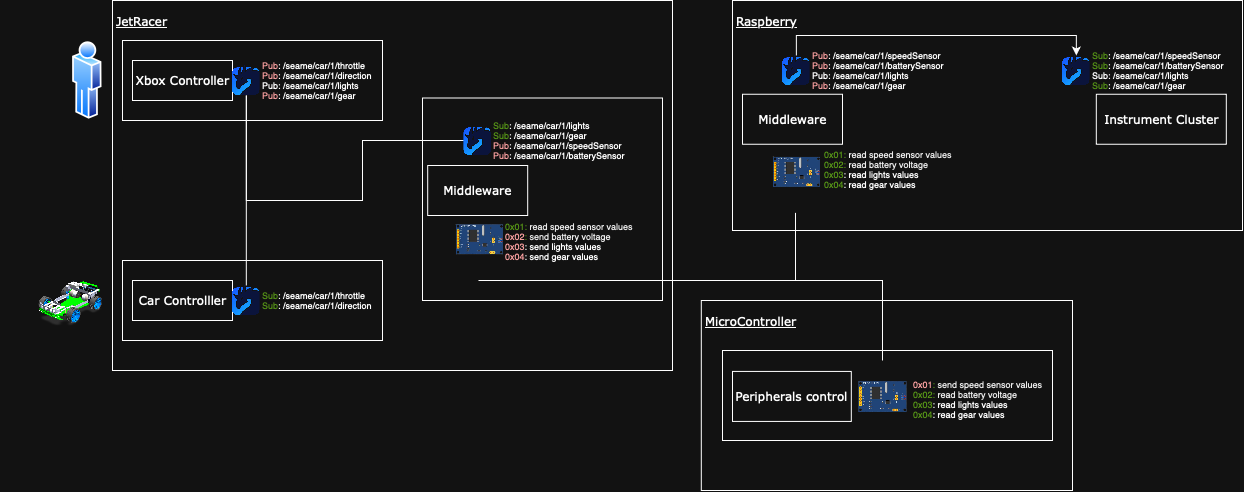 JetRacer
Xbox Controller
Pub: /seame/car/1/throttle
Pub: /seame/car/1/direction
Pub: /seame/car/1/lights
Pub: /seame/car/1/gear
Sub: /seame/car/1/lights
Sub: /seame/car/1/gear
Pub: /seame/car/1/speedSensor
Pub: /seame/car/1/batterySensor
Middleware
0x01: read speed sensor values
0x02: send battery voltage
0x03: send lights values
0x04: send gear values
Car Controlller
Sub: /seame/car/1/throttle
Sub: /seame/car/1/direction
Raspberry
Pub: /seame/car/1/speedSensor
Pub: /seame/car/1/batterySensor
Pub: /seame/car/1/lights
Pub: /seame/car/1/gear
Middleware
0x01: read speed sensor values
0x02: read battery voltage
0x03: read lights values
0x04: read gear values
Sub: /seame/car/1/speedSensor
Sub: /seame/car/1/batterySensor
Sub: /seame/car/1/lights
Sub: /seame/car/1/gear
Instrument Cluster
MicroController
Peripherals control
0x01: send speed sensor values
0x02: read battery voltage
0x03: read lights values
0x04: read gear values